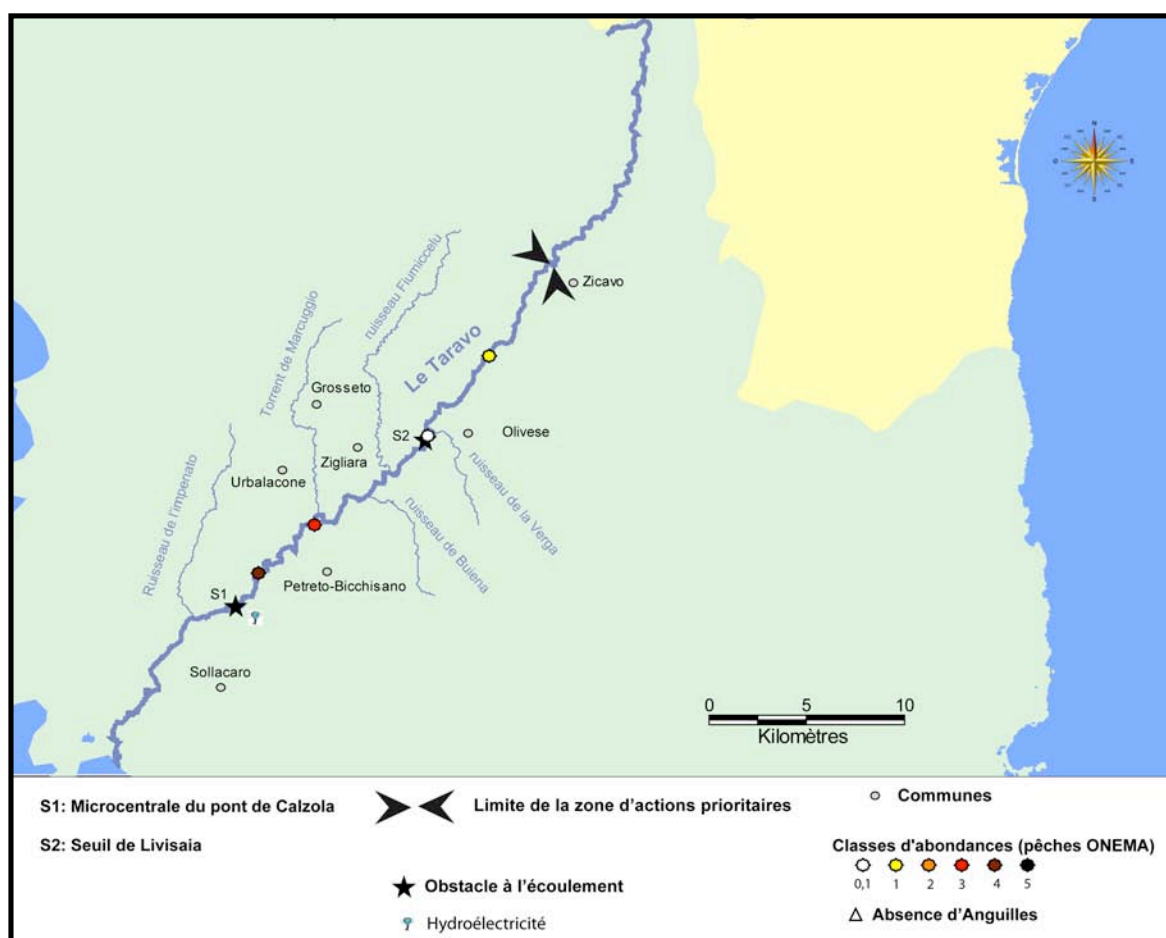 N
O
E
S
ruisseau Fiumiccelu
Zicavo
Le Taravo
Torrent de Marcuggio
Grosseto
S2
Olivese
Zigliara
Urbalacone
ruisseau de la Verga
ruisseau de Buiena
Ruisseau de l'impenato
Petreto-Bicchisano
S1
Sollacaro
0 5 10
Kilomètres
S1: Microcentrale du pont de Calzola
Limite de la zone d'actions prioritaires
Communes
S2: Seuil de Livisaia
Classes d'abondances (pêches ONEMA)
0,1 1 2 3 4 5
Obstacle à l'écoulement
Absence d'Anguilles
Hydroélectricité